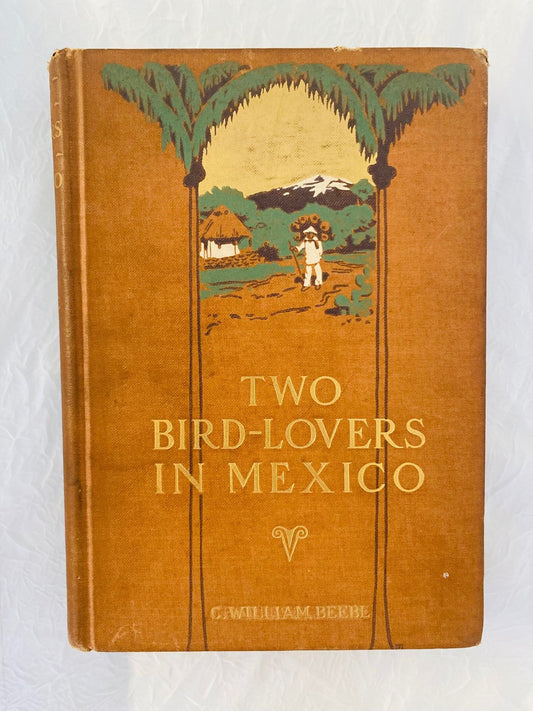 TWO
BIRD-LOVERS
IN MEXICO
C. WILLIAM BEEBE